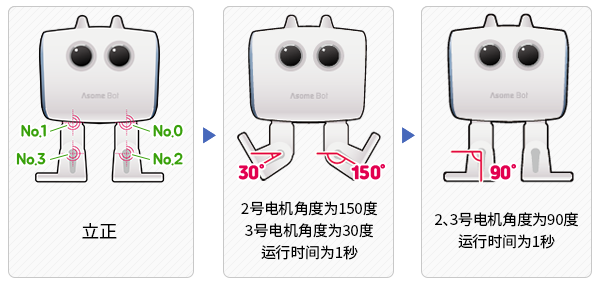 Asome Bot
No.1
No.0
No.3
No.2
立正
Asome Bot
30°
150°
2号电机角度为150度
3号电机角度为30度
运行时间为1秒
Asome Bot
90°
2、3号电机角度为90度
运行时间为1秒